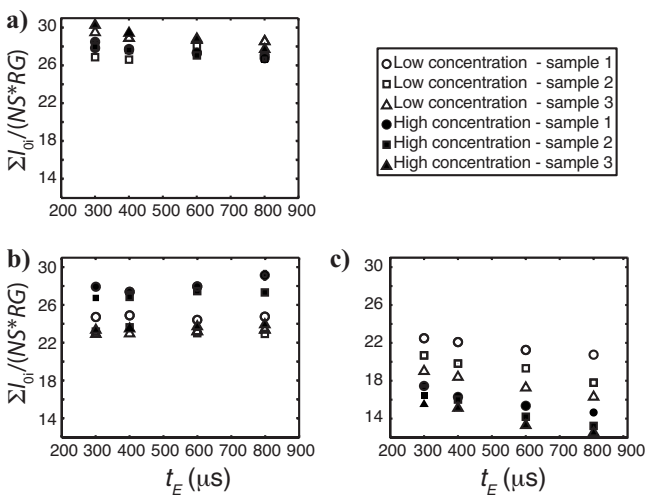 a)
30
26
22
18
14
ΣI₀ᵢ/(NS*RG)
200 300 400 500 600 700 800 900
Low concentration - sample 1
Low concentration - sample 2
Low concentration - sample 3
High concentration - sample 1
High concentration - sample 2
High concentration - sample 3
b)
30
26
22
18
14
ΣI₀ᵢ/(NS*RG)
200 300 400 500 600 700 800 900
t_E (μs)
c)
30
26
22
18
14
200 300 400 500 600 700 800 900
t_E (μs)